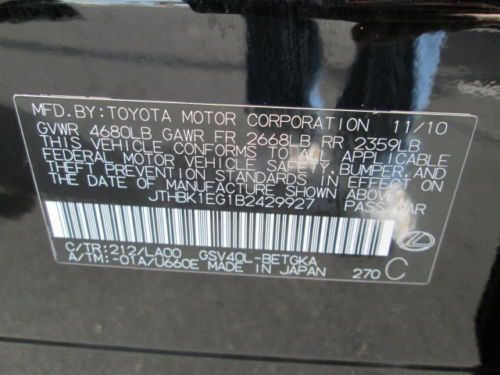 MFD.BY:TOYOTA MOTOR CORPORATION 11/10
GVWR 4680LB GAWR FR 2668LB RR 2359LB
THIS VEHICLE CONFORMS TO ALL APPLICABLE
FEDERAL MOTOR VEHICLE SAFETY, BUMPER, AND
THEFT PREVENTION STANDARDS IN EFFECT ON
THE DATE OF MANUFACTURE SHOWN ABOVE.
JTHBK1EG1B2429927 PASS.CAR
C/TR:212/LA00 GSV40L-BETGKA
A/TM:-01A/U660E MADE IN JAPAN 270 C